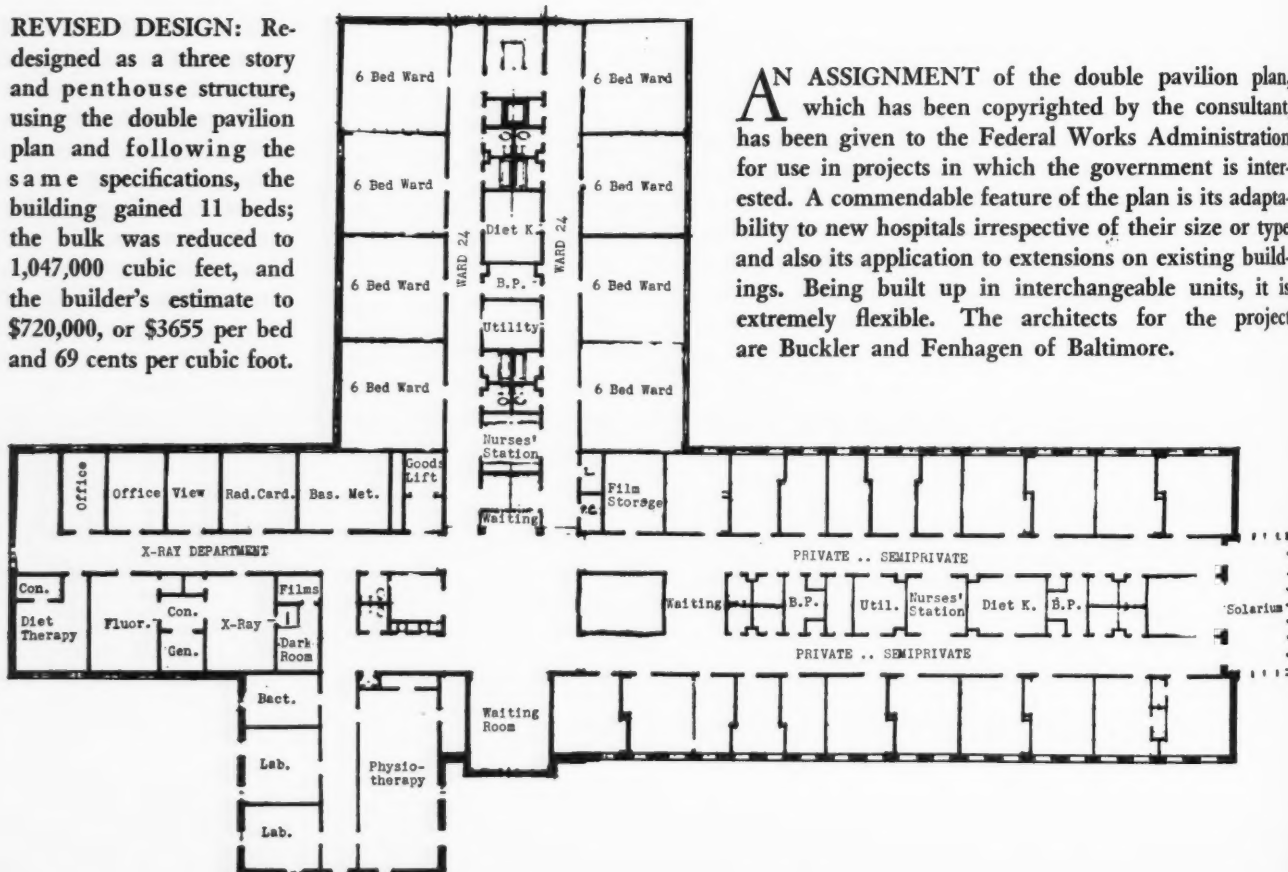 REVISED DESIGN: Re-
designed as a three story
and penthouse structure,
using the double pavilion
plan and following the
same specifications, the
building gained 11 beds;
the bulk was reduced to
1,047,000 cubic feet, and
the builder's estimate to
$720,000, or $3655 per bed
and 69 cents per cubic foot.
AN ASSIGNMENT of the double pavilion plan,
which has been copyrighted by the consultant
has been given to the Federal Works Administration
for use in projects in which the government is inter-
ested. A commendable feature of the plan is its adapta-
bility to new hospitals irrespective of their size or type
and also its application to extensions on existing build-
ings. Being built up in interchangeable units, it is
extremely flexible. The architects for the project
are Buckler and Fenhagen of Baltimore.
6 Bed Ward
6 Bed Ward
6 Bed Ward
6 Bed Ward
WARD 24
Diet K.
B.P.
Utility
Nurses'
Station
Waiting
WARD 24
6 Bed Ward
6 Bed Ward
6 Bed Ward
6 Bed Ward
Office
Office
View
Rad.Card.
Bas. Met.
Goods
Lift
Film
Storage
X-RAY DEPARTMENT
PRIVATE .. SEMIPRIVATE
Con.
Diet
Therapy
Fluor.
Con.
Gen.
X-Ray
Films
Dark
Room
Waiting
B.P.
Util.
Nurses'
Station
Diet K.
B.P.
Solarium
PRIVATE .. SEMIPRIVATE
Bact.
Lab.
Lab.
Physio-
therapy
Waiting
Room